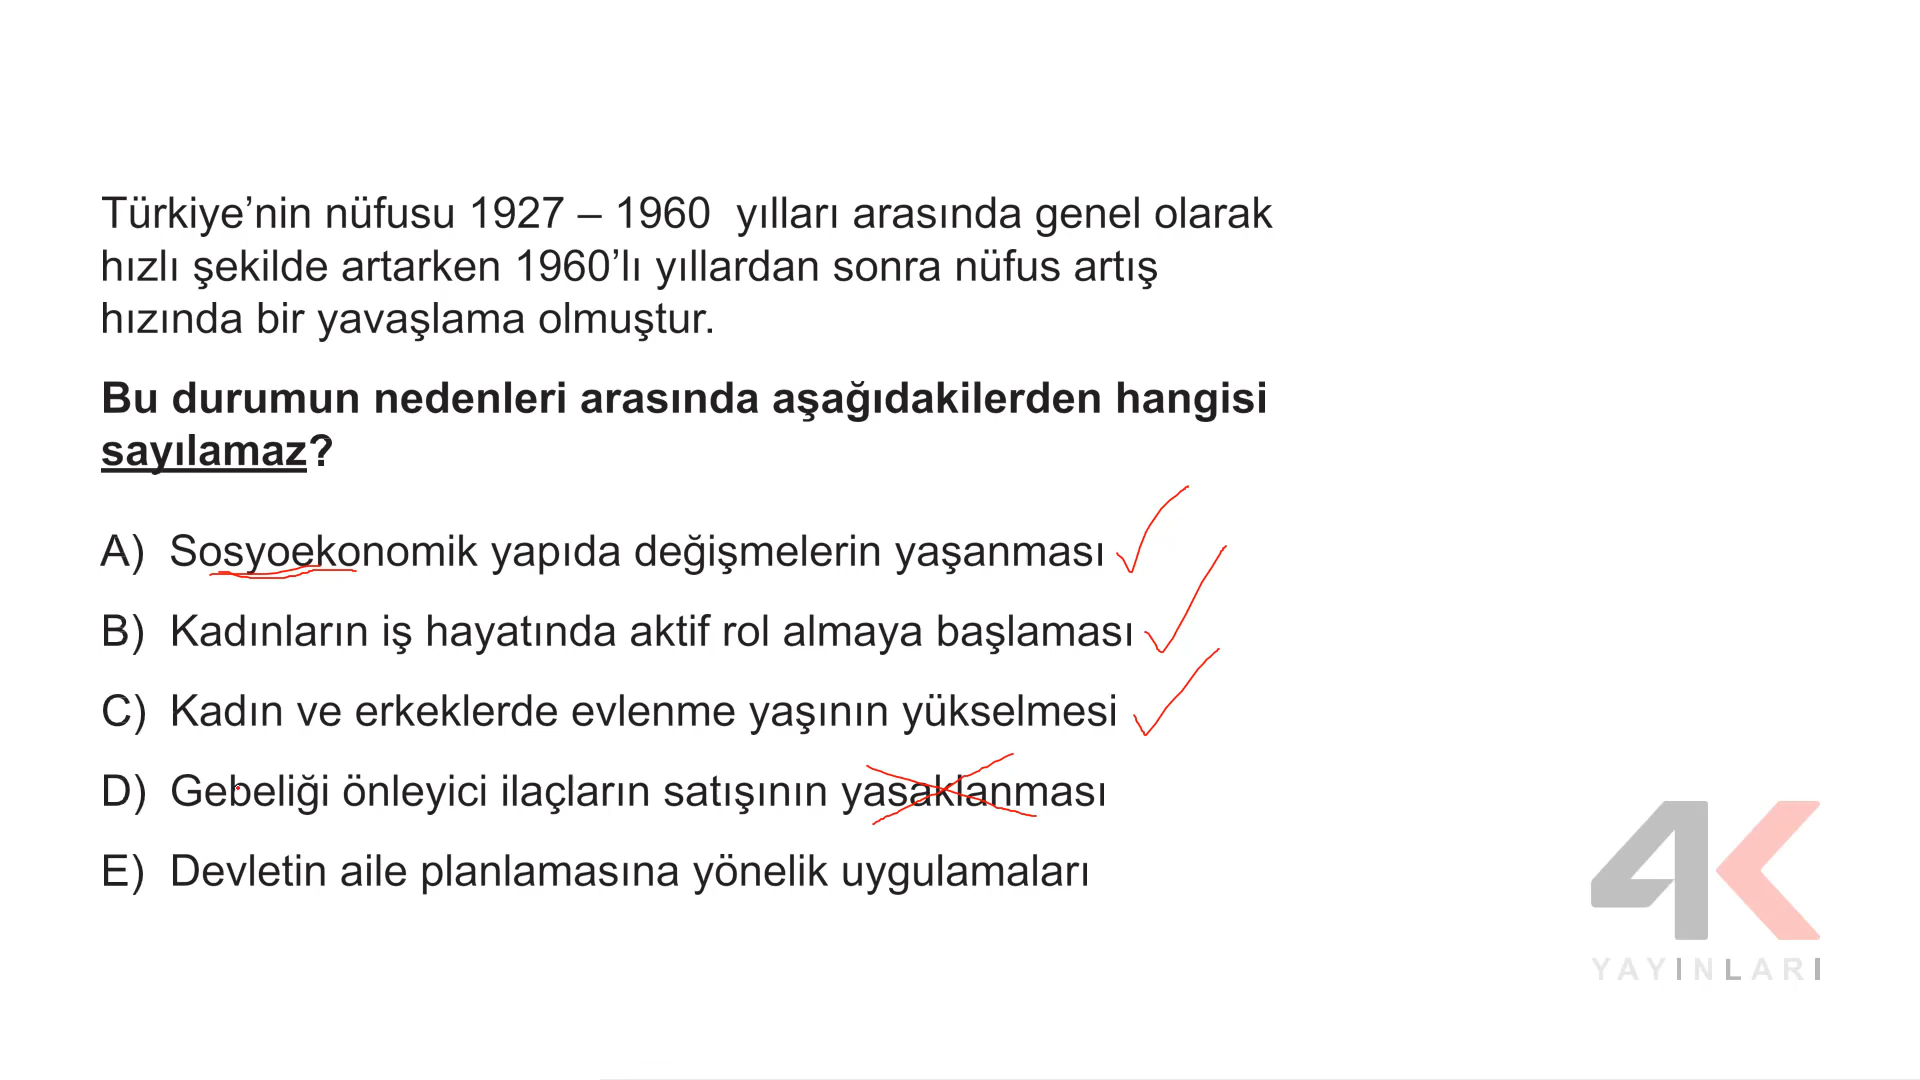 Türkiye’nin nüfusu 1927 – 1960 yılları arasında genel olarak
hızlı şekilde artarken 1960’lı yıllardan sonra nüfus artış
hızında bir yavaşlama olmuştur.
Bu durumun nedenleri arasında aşağıdakilerden hangisi
sayılamaz?
A) Sosyoekonomik yapıda değişmelerin yaşanması
B) Kadınların iş hayatında aktif rol almaya başlaması
C) Kadın ve erkeklerde evlenme yaşının yükselmesi
D) Gebeliği önleyici ilaçların satışının yasaklanması
E) Devletin aile planlamasına yönelik uygulamaları
4K
YAYINLARI